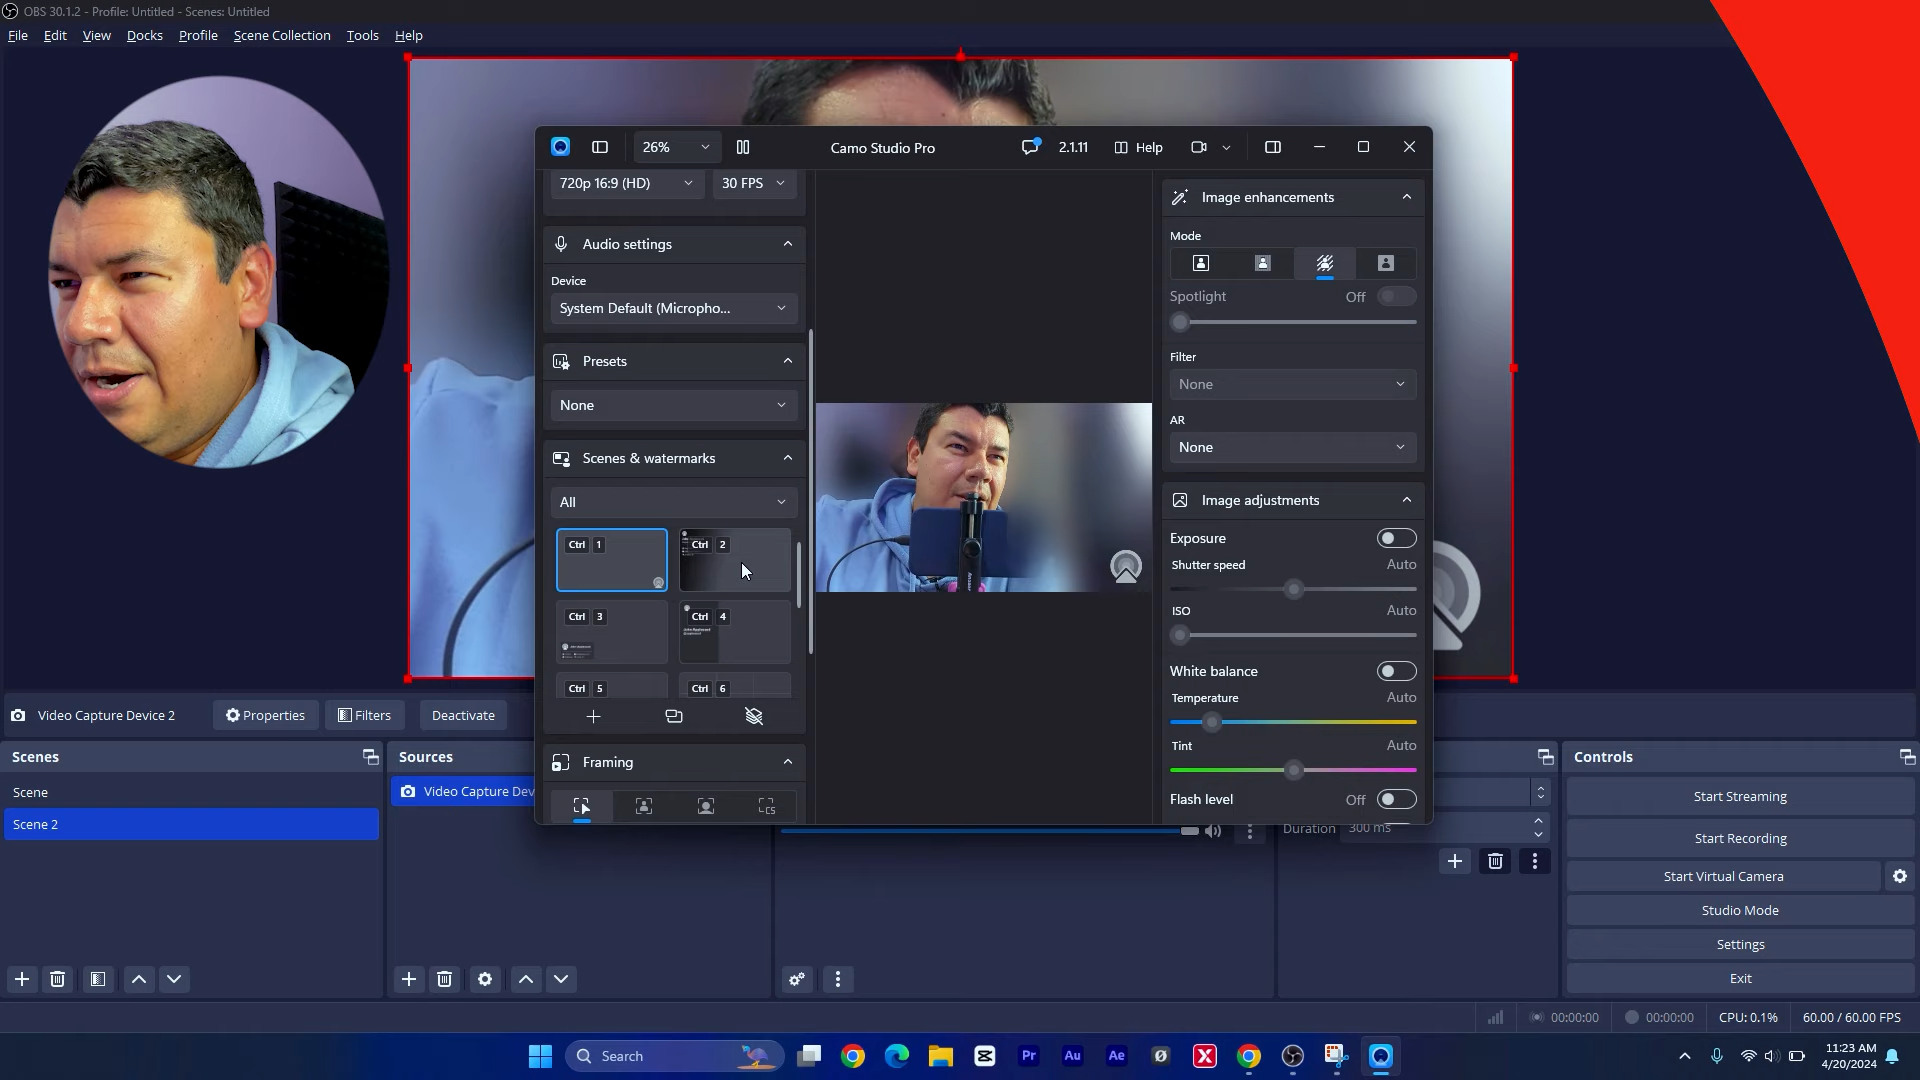 OBS 30.1.2 - Profile: Untitled - Scenes: Untitled
File Edit View Docks Profile Scene Collection Tools Help
26% Camo Studio Pro 2.1.11 Help
720p 16:9 (HD) 30 FPS
Audio settings
Device
System Default (Micropho...
Presets
None
Scenes & watermarks
All
Ctrl 1 Ctrl 2
Ctrl 3 Ctrl 4
Ctrl 5 Ctrl 6
Framing
Image enhancements
Mode
Spotlight Off
Filter
None
AR
None
Image adjustments
Exposure
Shutter speed Auto
ISO Auto
White balance
Temperature Auto
Tint Auto
Flash level Off
Video Capture Device 2 Properties Filters Deactivate
Scenes
Scene
Scene 2
Sources
Video Capture Dev
Duration 300 ms
Controls
Start Streaming
Start Recording
Start Virtual Camera
Studio Mode
Settings
Exit
00:00:00 00:00:00 CPU: 0.1% 60.00 / 60.00 FPS
Search
Pr Au Ae
11:23 AM
4/20/2024